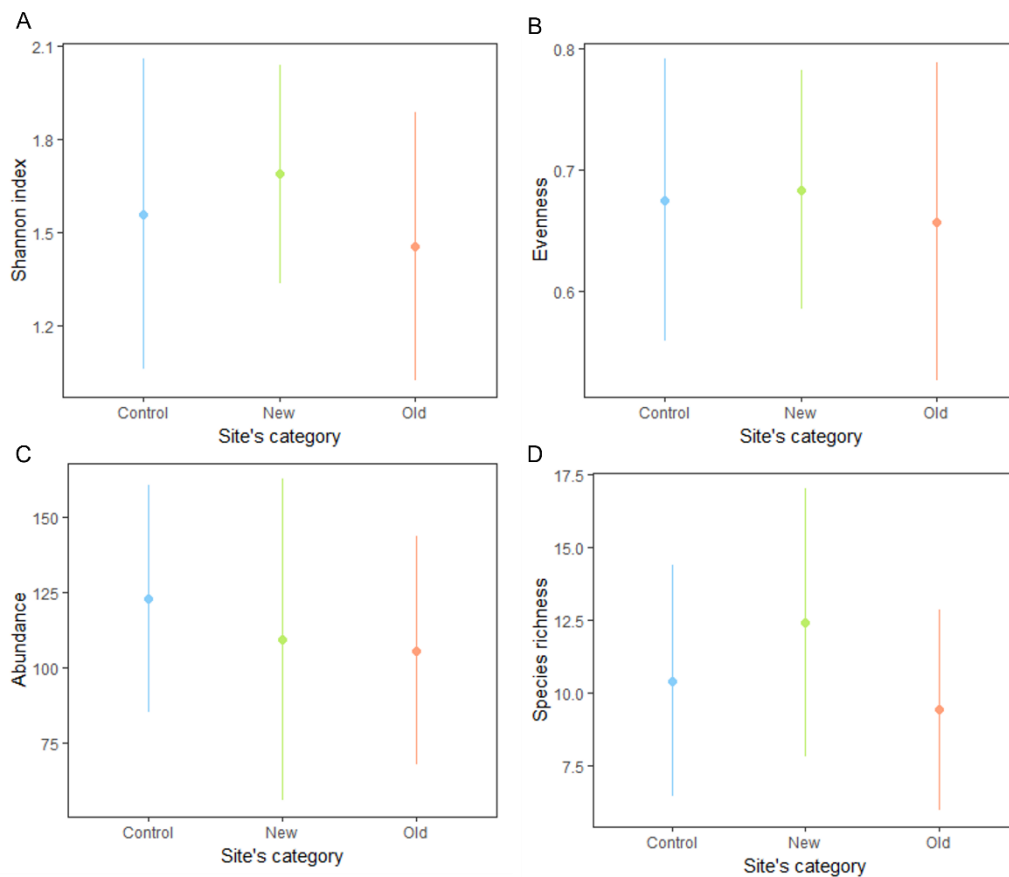 A
Shannon index
2.1
1.8
1.5
1.2
Control New Old
Site's category
B
Evenness
0.8
0.7
0.6
Control New Old
Site's category
C
Abundance
150
125
100
75
Control New Old
Site's category
D
Species richness
17.5
15.0
12.5
10.0
7.5
Control New Old
Site's category